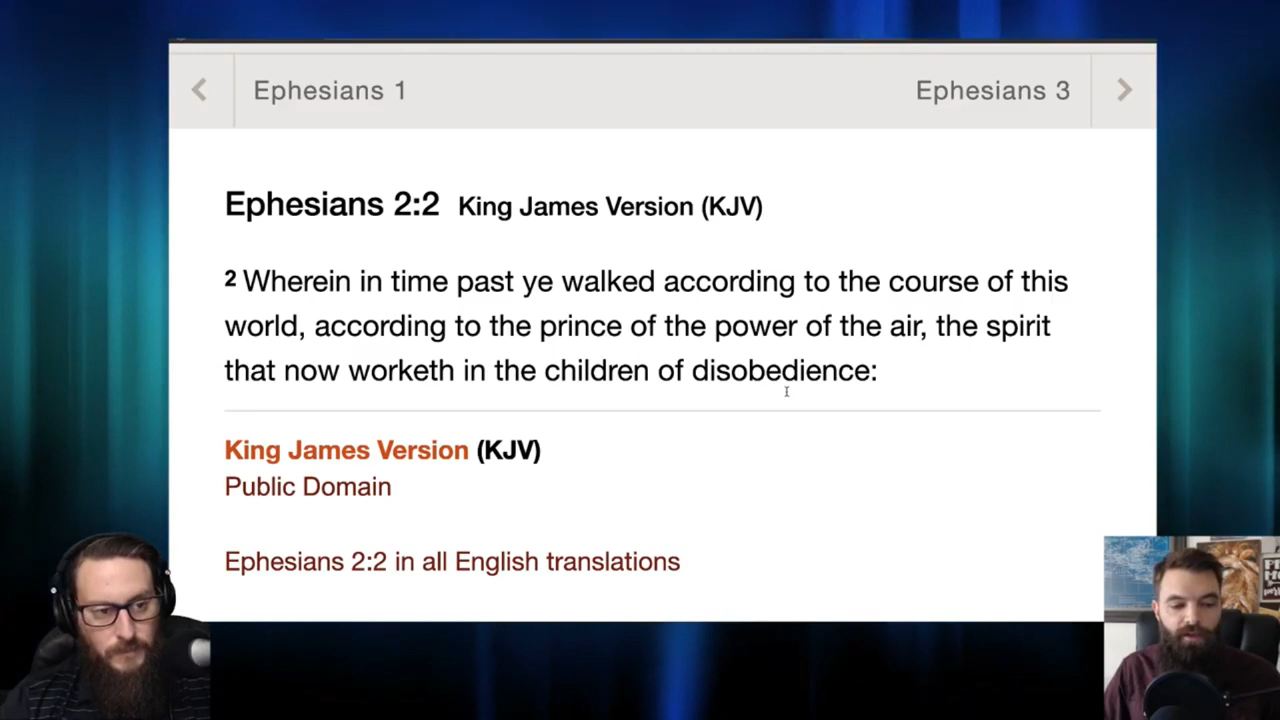 Ephesians 1
Ephesians 3
Ephesians 2:2 King James Version (KJV)
2 Wherein in time past ye walked according to the course of this
world, according to the prince of the power of the air, the spirit
that now worketh in the children of disobedience:
King James Version (KJV)
Public Domain
Ephesians 2:2 in all English translations